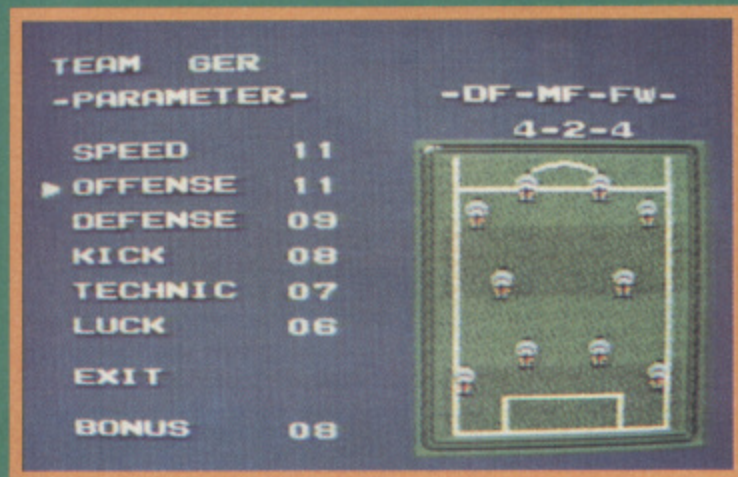 TEAM GER
-PARAMETER-
SPEED 11
OFFENSE 11
DEFENSE 09
KICK 08
TECHNIC 07
LUCK 06
EXIT
BONUS 08
-DF-MF-FW-
4-2-4